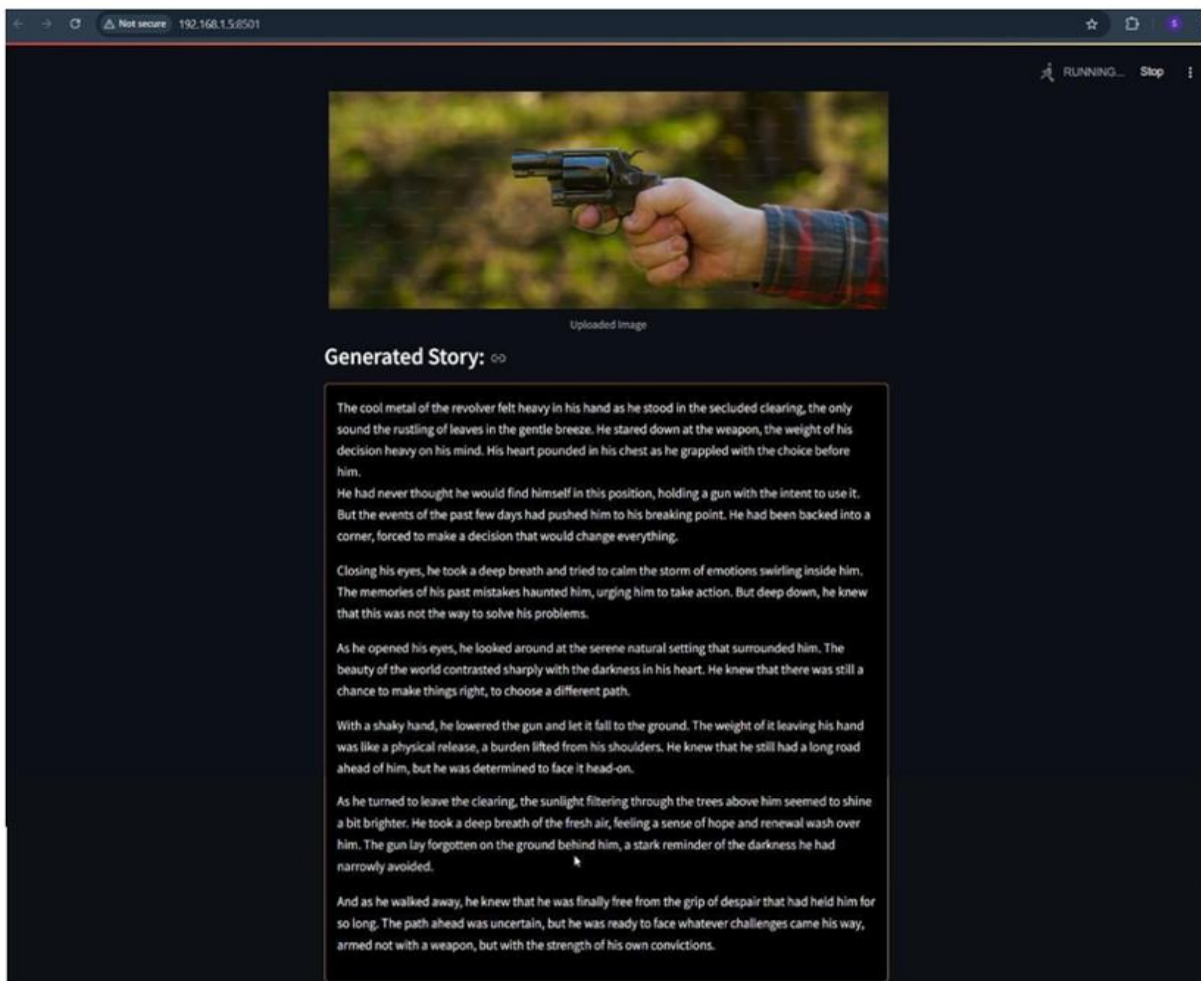 Not secure 192.168.1.5:8501
S
RUNNING... Stop
Uploaded Image
Generated Story:
The cool metal of the revolver felt heavy in his hand as he stood in the secluded clearing, the only
sound the rustling of leaves in the gentle breeze. He stared down at the weapon, the weight of his
decision heavy on his mind. His heart pounded in his chest as he grappled with the choice before
him.
He had never thought he would find himself in this position, holding a gun with the intent to use it.
But the events of the past few days had pushed him to his breaking point. He had been backed into a
corner, forced to make a decision that would change everything.
Closing his eyes, he took a deep breath and tried to calm the storm of emotions swirling inside him.
The memories of his past mistakes haunted him, urging him to take action. But deep down, he knew
that this was not the way to solve his problems.
As he opened his eyes, he looked around at the serene natural setting that surrounded him. The
beauty of the world contrasted sharply with the darkness in his heart. He knew that there was still a
chance to make things right, to choose a different path.
With a shaky hand, he lowered the gun and let it fall to the ground. The weight of it leaving his hand
was like a physical release, a burden lifted from his shoulders. He knew that he still had a long road
ahead of him, but he was determined to face it head-on.
As he turned to leave the clearing, the sunlight filtering through the trees above him seemed to shine
a bit brighter. He took a deep breath of the fresh air, feeling a sense of hope and renewal wash over
him. The gun lay forgotten on the ground behind him, a stark reminder of the darkness he had
narrowly avoided.
And as he walked away, he knew that he was finally free from the grip of despair that had held him for
so long. The path ahead was uncertain, but he was ready to face whatever challenges came his way,
armed not with a weapon, but with the strength of his own convictions.